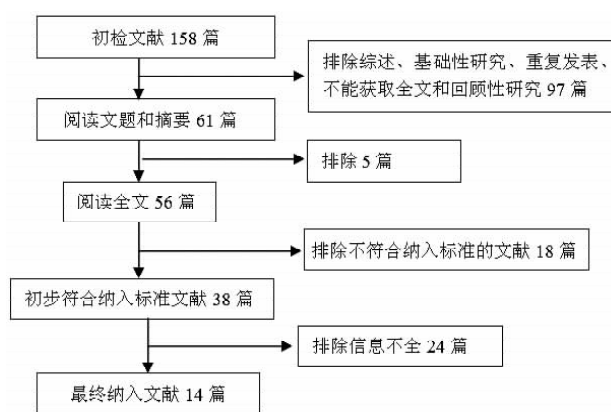 初检文献 158 篇
排除综述、基础性研究、重复发表、
不能获取全文和回顾性研究 97 篇
阅读文题和摘要 61 篇
排除 5 篇
阅读全文 56 篇
排除不符合纳入标准的文献 18 篇
初步符合纳入标准文献 38 篇
排除信息不全 24 篇
最终纳入文献 14 篇